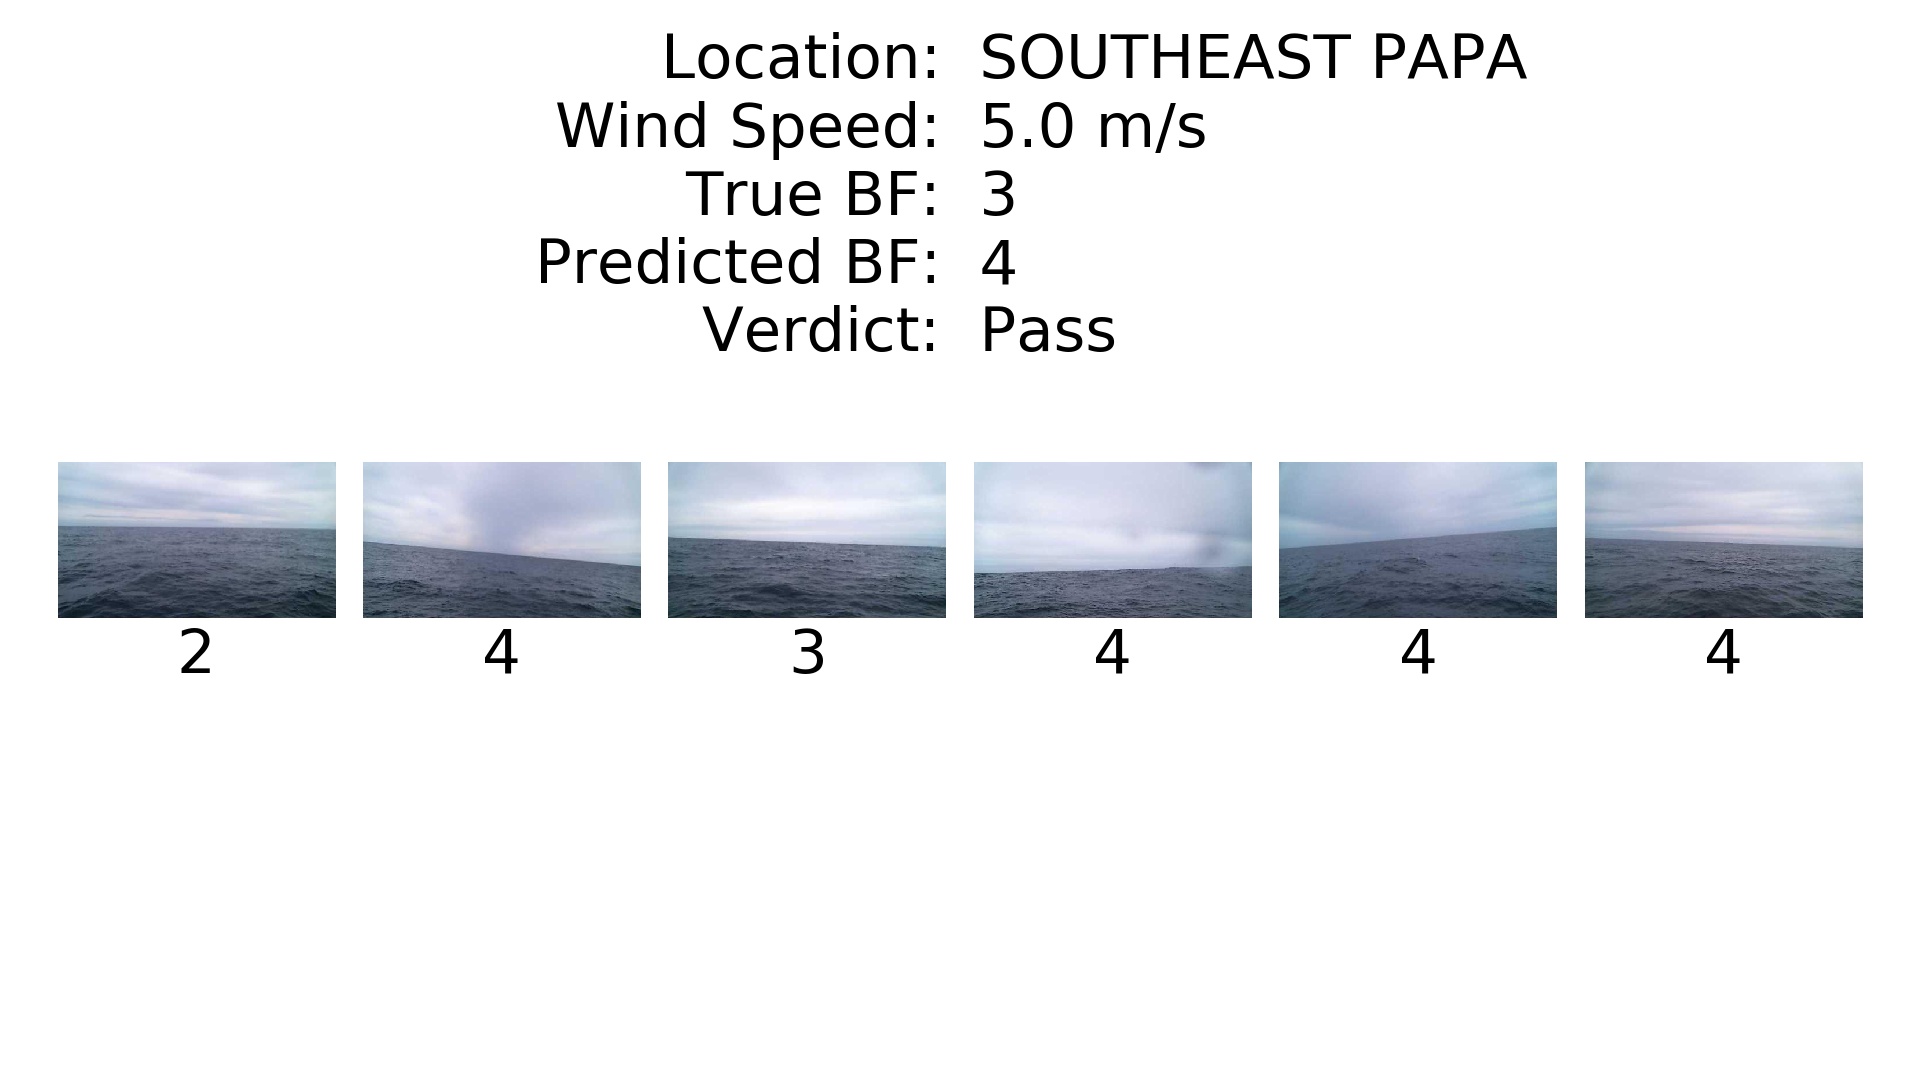 Location: SOUTHEAST PAPA
Wind Speed: 5.0 m/s
True BF: 3
Predicted BF: 4
Verdict: Pass
2 4 3 4 4 4